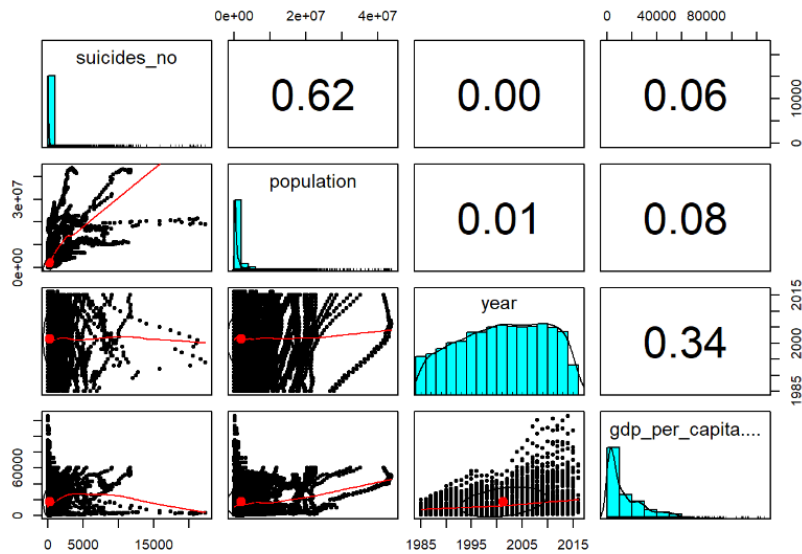 0e+00 2e+07 4e+07 0 40000 80000
suicides_no 0.62 0.00 0.06 0 10000
0e+00 3e+07 population 0.01 0.08
year 0.34 1985 2000 2015
0 60000 gdp_per_capita....
0 5000 15000 1985 1995 2005 2015